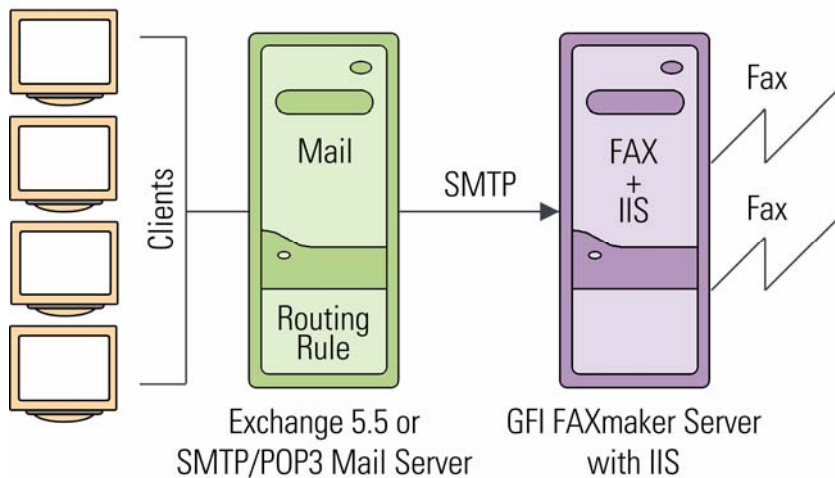 Clients
Mail
Routing
Rule
Exchange 5.5 or
SMTP/POP3 Mail Server
SMTP
FAX
+
IIS
GFI FAXmaker Server
with IIS
Fax
Fax